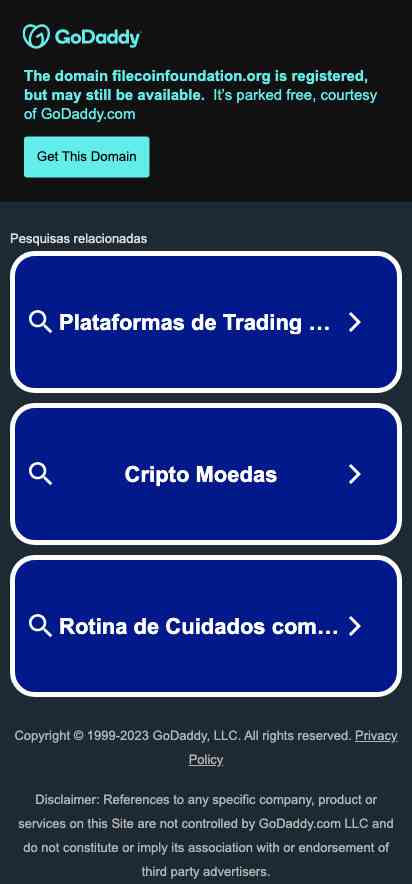 GoDaddy
The domain filecoinfoundation.org is registered,
but may still be available. It's parked free, courtesy
of GoDaddy.com
Get This Domain
Pesquisas relacionadas
Plataformas de Trading ...
Cripto Moedas
Rotina de Cuidados com...
Copyright © 1999-2023 GoDaddy, LLC. All rights reserved. Privacy
Policy
Disclaimer: References to any specific company, product or
services on this Site are not controlled by GoDaddy.com LLC and
do not constitute or imply its association with or endorsement of
third party advertisers.